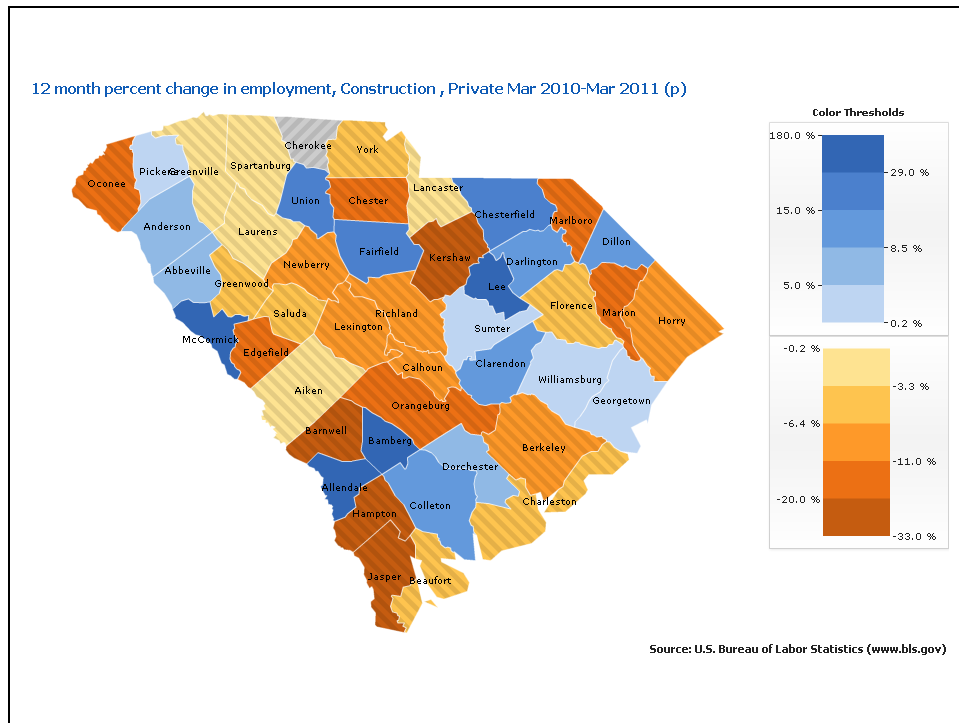 12 month percent change in employment, Construction , Private Mar 2010-Mar 2011 (p)
Color Thresholds
180.0 %
29.0 %
15.0 %
8.5 %
5.0 %
0.2 %
-0.2 %
-3.3 %
-6.4 %
-11.0 %
-20.0 %
-33.0 %
Cherokee
York
Spartanburg
Greenville
Pickens
Oconee
Lancaster
Union
Chester
Chesterfield
Marlboro
Anderson
Laurens
Dillon
Fairfield
Kershaw
Darlington
Newberry
Abbeville
Greenwood
Lee
Florence
Saluda
Richland
Marion
Horry
Lexington
Sumter
McCormick
Edgefield
Calhoun
Clarendon
Williamsburg
Aiken
Georgetown
Orangeburg
Barnwell
Bamberg
Berkeley
Dorchester
Allendale
Charleston
Colleton
Hampton
Jasper
Beaufort
Source: U.S. Bureau of Labor Statistics (www.bls.gov)